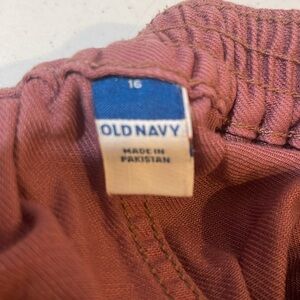 16
OLD NAVY
MADE IN
PAKISTAN